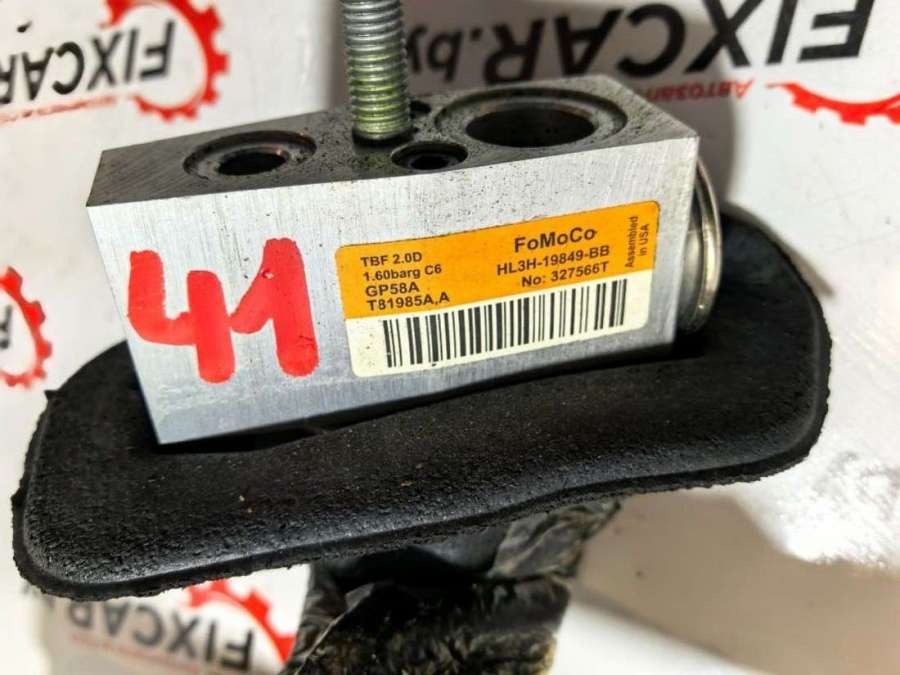 FIXCAR
FIXCAR.by
Автозап
41
TBF 2.0D
1.60barg C6
GP58A
T81985A,A
FoMoCo
HL3H-19849-BB
No: 327566T
Assembled
in USA
FIXCAR